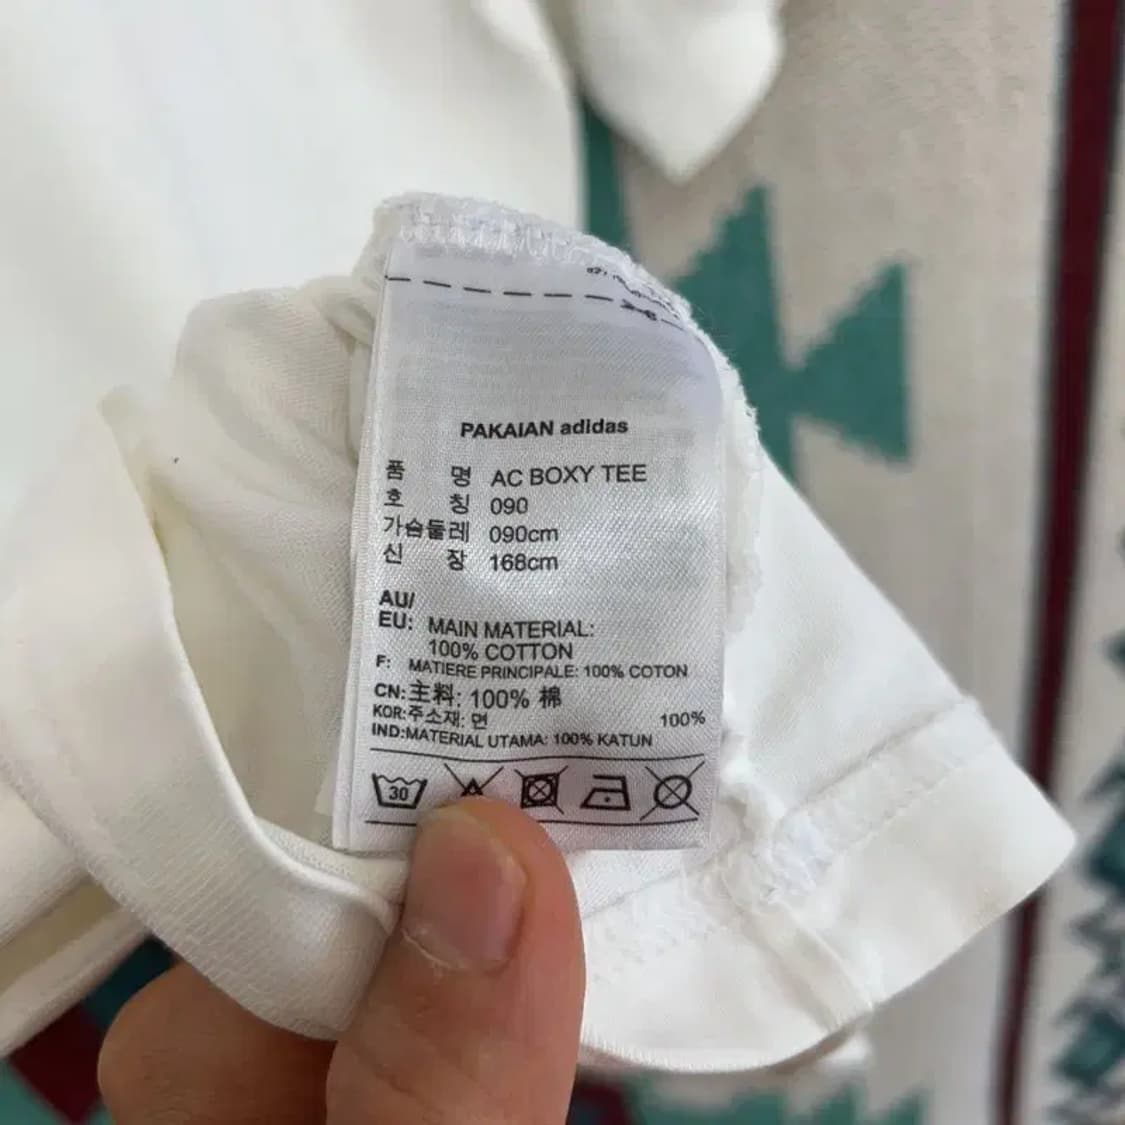 PAKAIAN adidas
품 명 AC BOXY TEE
호 칭 090
가슴둘레 090cm
신 장 168cm
AU/
EU: MAIN MATERIAL:
100% COTTON
F: MATIERE PRINCIPALE: 100% COTON
CN:主料: 100% 棉
KOR:주소재: 면 100%
IND:MATERIAL UTAMA: 100% KATUN
30